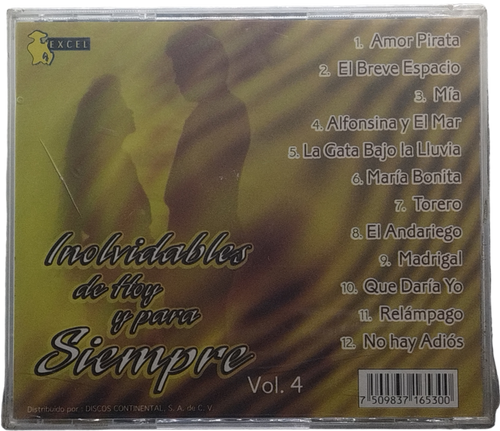 EXCEL
1. Amor Pirata
2. El Breve Espacio
3. Mía
4. Alfonsina y El Mar
5. La Gata Bajo la Lluvia
6. María Bonita
7. Torero
8. El Andariego
9. Madrigal
10. Que Daría Yo
11. Relámpago
12. No hay Adiós
Inolvidables
de Hoy
y para
Siempre
Vol. 4
Distribuido por : DISCOS CONTINENTAL, S. A. de C. V.
7 509837 165300